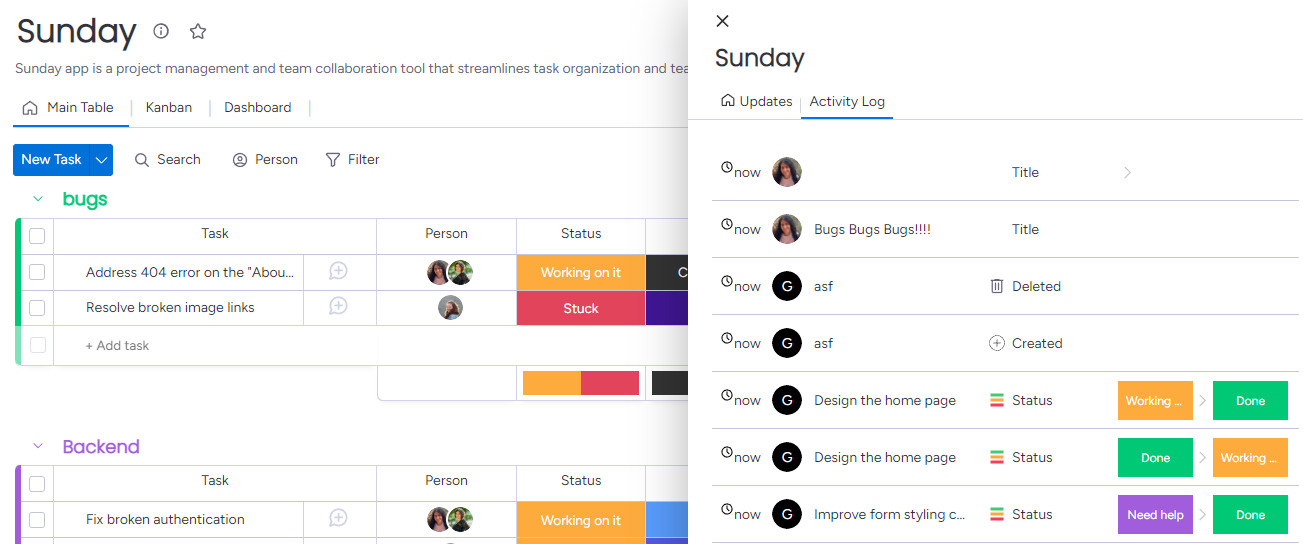 Sunday
Sunday app is a project management and team collaboration tool that streamlines task organization and tea
Main Table
Kanban
Dashboard
New Task
Search
Person
Filter
bugs
Task Person Status
Address 404 error on the "Abou... Working on it C
Resolve broken image links Stuck
+ Add task
Backend
Task Person Status
Fix broken authentication Working on it
Sunday
Updates
Activity Log
now Title
now Bugs Bugs Bugs!!!! Title
now G asf Deleted
now G asf Created
now G Design the home page Status Working ... Done
now G Design the home page Status Done Working ...
now G Improve form styling c... Status Need help Done